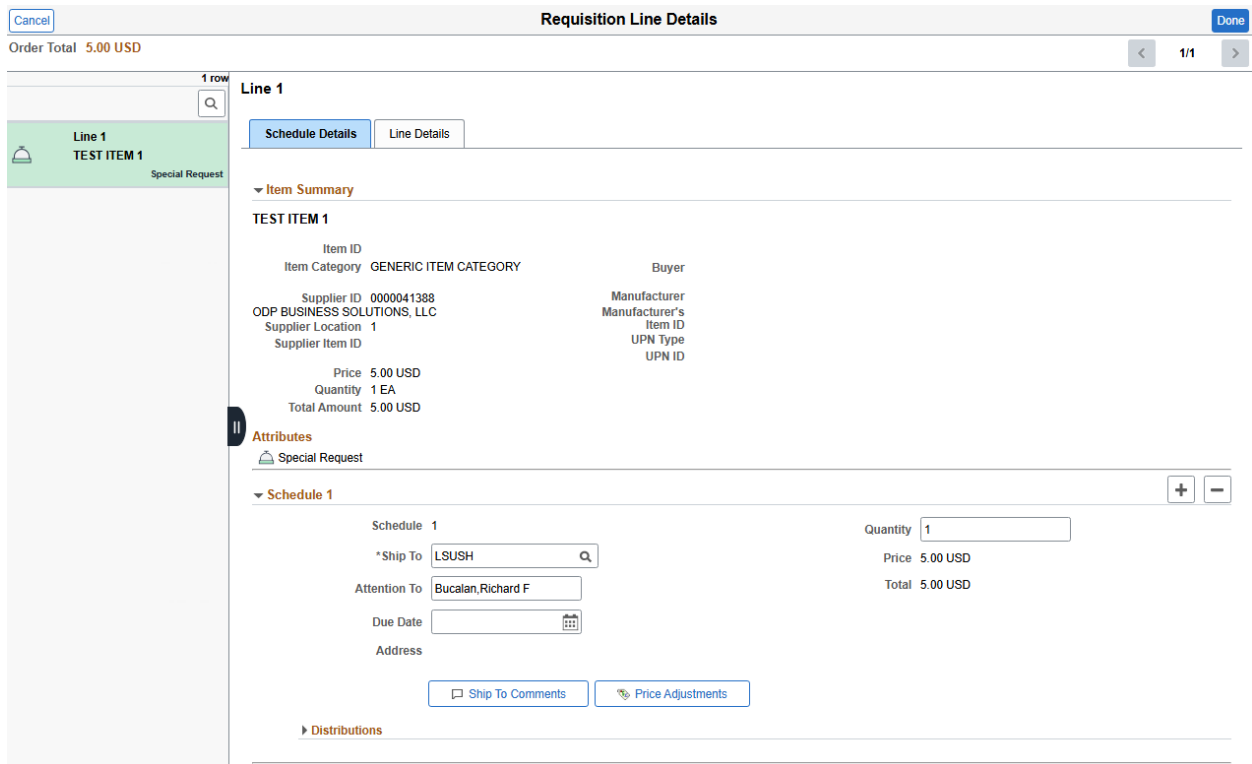 Cancel
Requisition Line Details
Done
Order Total 5.00 USD
1/1
1 row
Line 1
TEST ITEM 1
Special Request
Line 1
Schedule Details
Line Details
Item Summary
TEST ITEM 1
Item ID
Item Category GENERIC ITEM CATEGORY
Buyer
Supplier ID 0000041388
Manufacturer
ODP BUSINESS SOLUTIONS, LLC
Manufacturer's
Item ID
Supplier Location 1
Supplier Item ID
UPN Type
UPN ID
Price 5.00 USD
Quantity 1 EA
Total Amount 5.00 USD
Attributes
Special Request
Schedule 1
Schedule 1
Quantity 1
*Ship To LSUSH
Price 5.00 USD
Attention To Bucalan,Richard F
Total 5.00 USD
Due Date
Address
Ship To Comments
Price Adjustments
Distributions